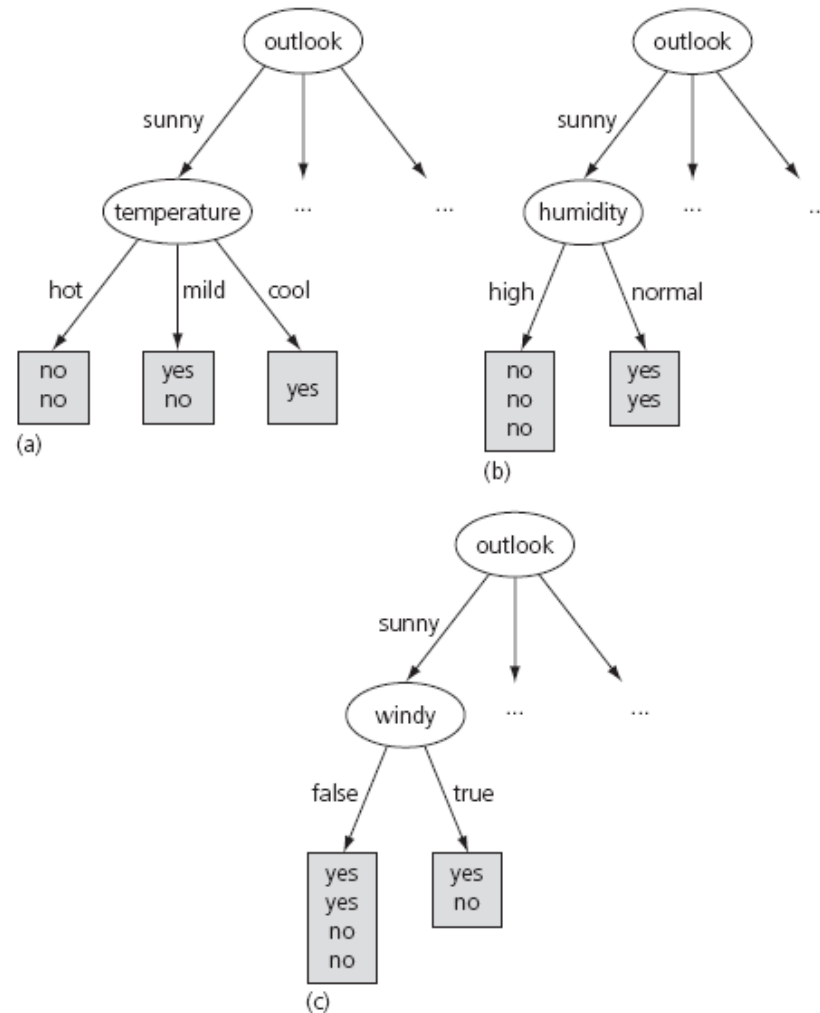 outlook
sunny
temperature
...
...
hot
mild
cool
no
no
yes
no
yes
(a)
outlook
sunny
humidity
...
..
high
normal
no
no
no
yes
yes
(b)
outlook
sunny
windy
...
...
false
true
yes
yes
no
no
yes
no
(c)